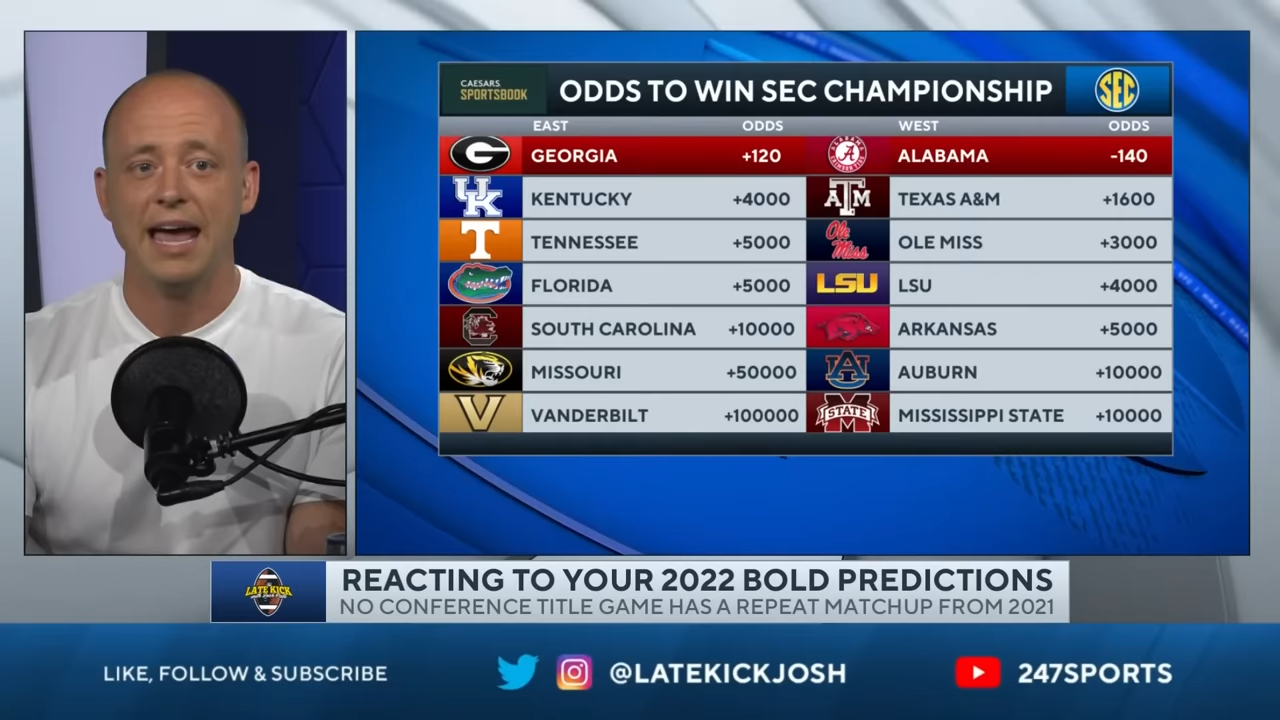 CAESARS
SPORTSBOOK
ODDS TO WIN SEC CHAMPIONSHIP
SEC
EAST ODDS WEST ODDS
G GEORGIA +120 A ALABAMA -140
UK KENTUCKY +4000 ATM TEXAS A&M +1600
T TENNESSEE +5000 Ole Miss OLE MISS +3000
FLORIDA +5000 LSU LSU +4000
C SOUTH CAROLINA +10000 ARKANSAS +5000
MISSOURI +50000 AU AUBURN +10000
V VANDERBILT +100000 M STATE MISSISSIPPI STATE +10000
LATE KICK
REACTING TO YOUR 2022 BOLD PREDICTIONS
NO CONFERENCE TITLE GAME HAS A REPEAT MATCHUP FROM 2021
LIKE, FOLLOW & SUBSCRIBE @LATEKICKJOSH 247SPORTS